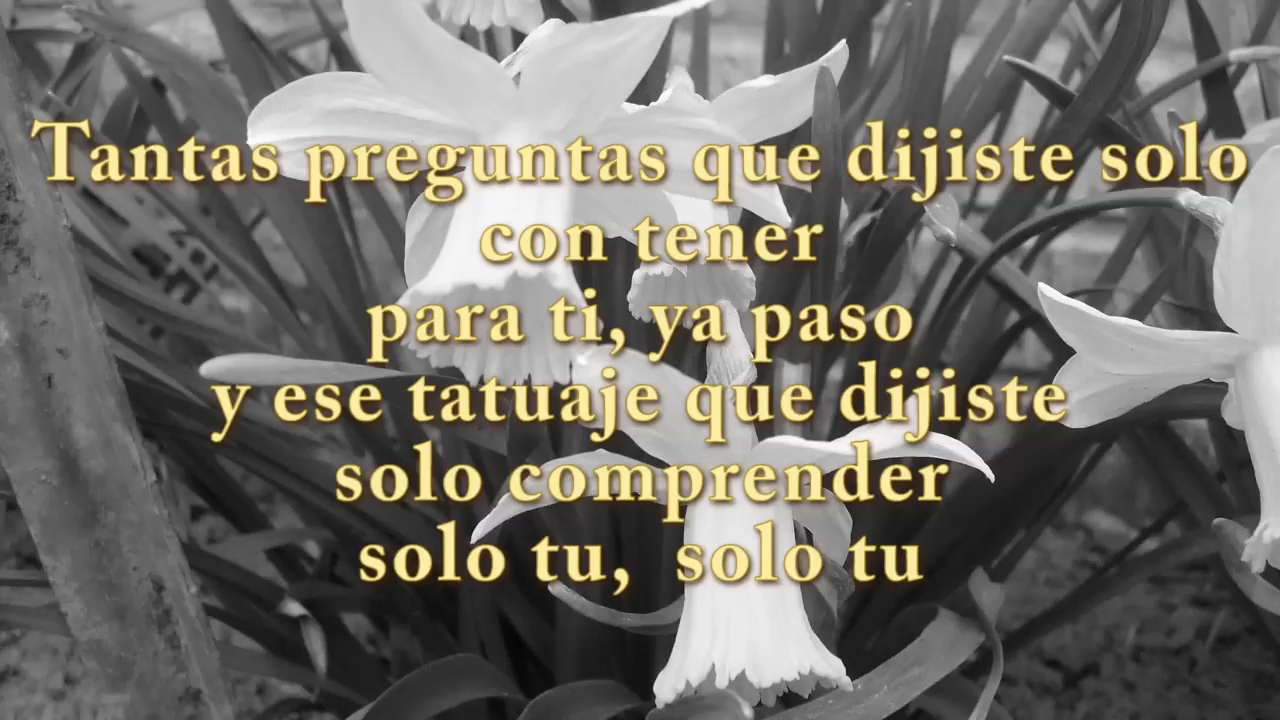 Tantas preguntas que dijiste solo
con tener
para ti, ya paso
y ese tatuaje que dijiste
solo comprender
solo tu, solo tu